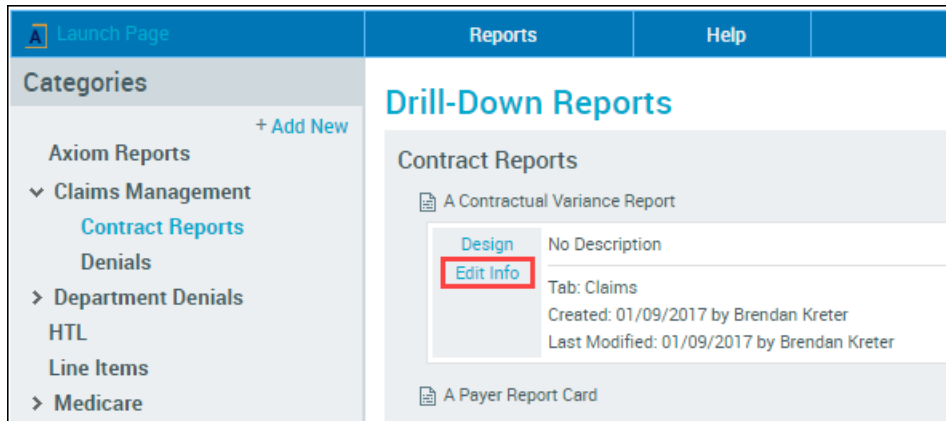 Launch Page
Reports
Help
Categories
+ Add New
Axiom Reports
Claims Management
Contract Reports
Denials
Department Denials
HTL
Line Items
Medicare
Drill-Down Reports
Contract Reports
A Contractual Variance Report
Design
Edit Info
No Description
Tab: Claims
Created: 01/09/2017 by Brendan Kreter
Last Modified: 01/09/2017 by Brendan Kreter
A Payer Report Card